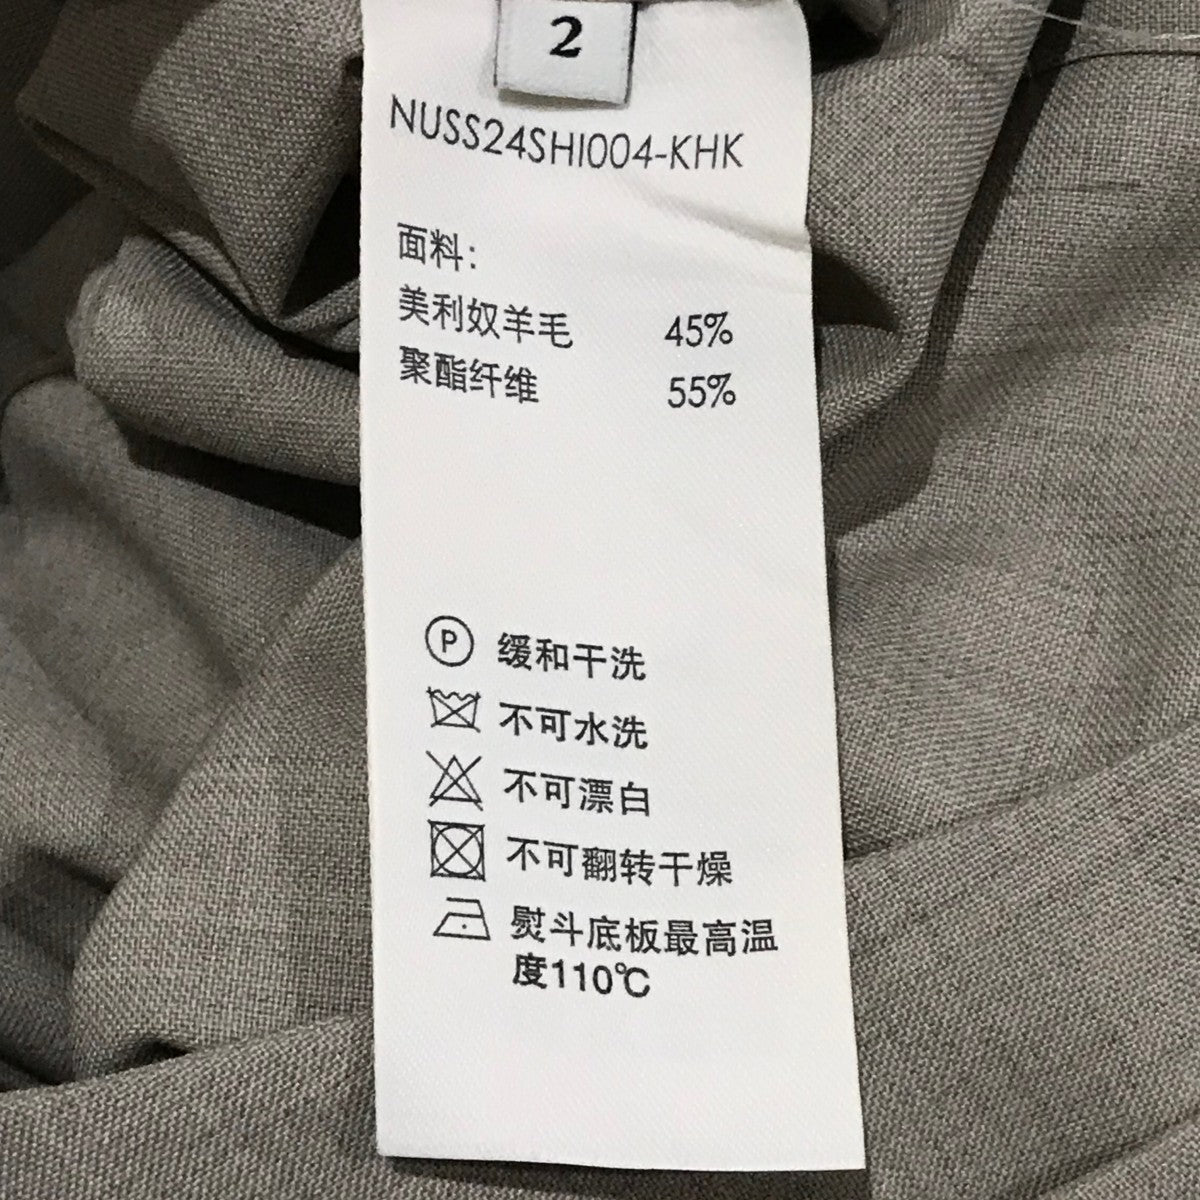 2
NUSS24SHI004-KHK
面料:
美利奴羊毛 45%
聚酯纤维 55%
P 缓和干洗
不可水洗
不可漂白
不可翻转干燥
熨斗底板最高温
度110℃